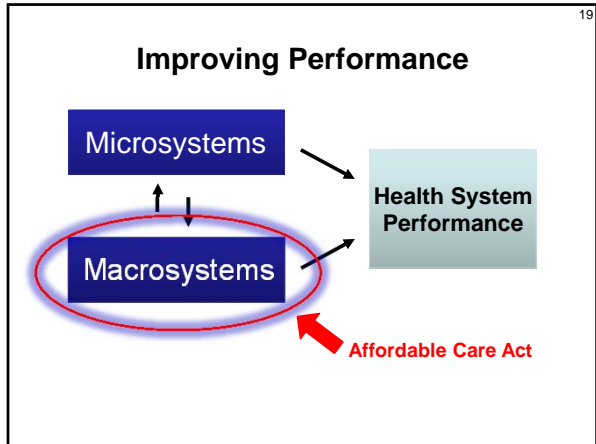 19
Improving Performance
Microsystems
Health System
Performance
Macrosystems
Affordable Care Act